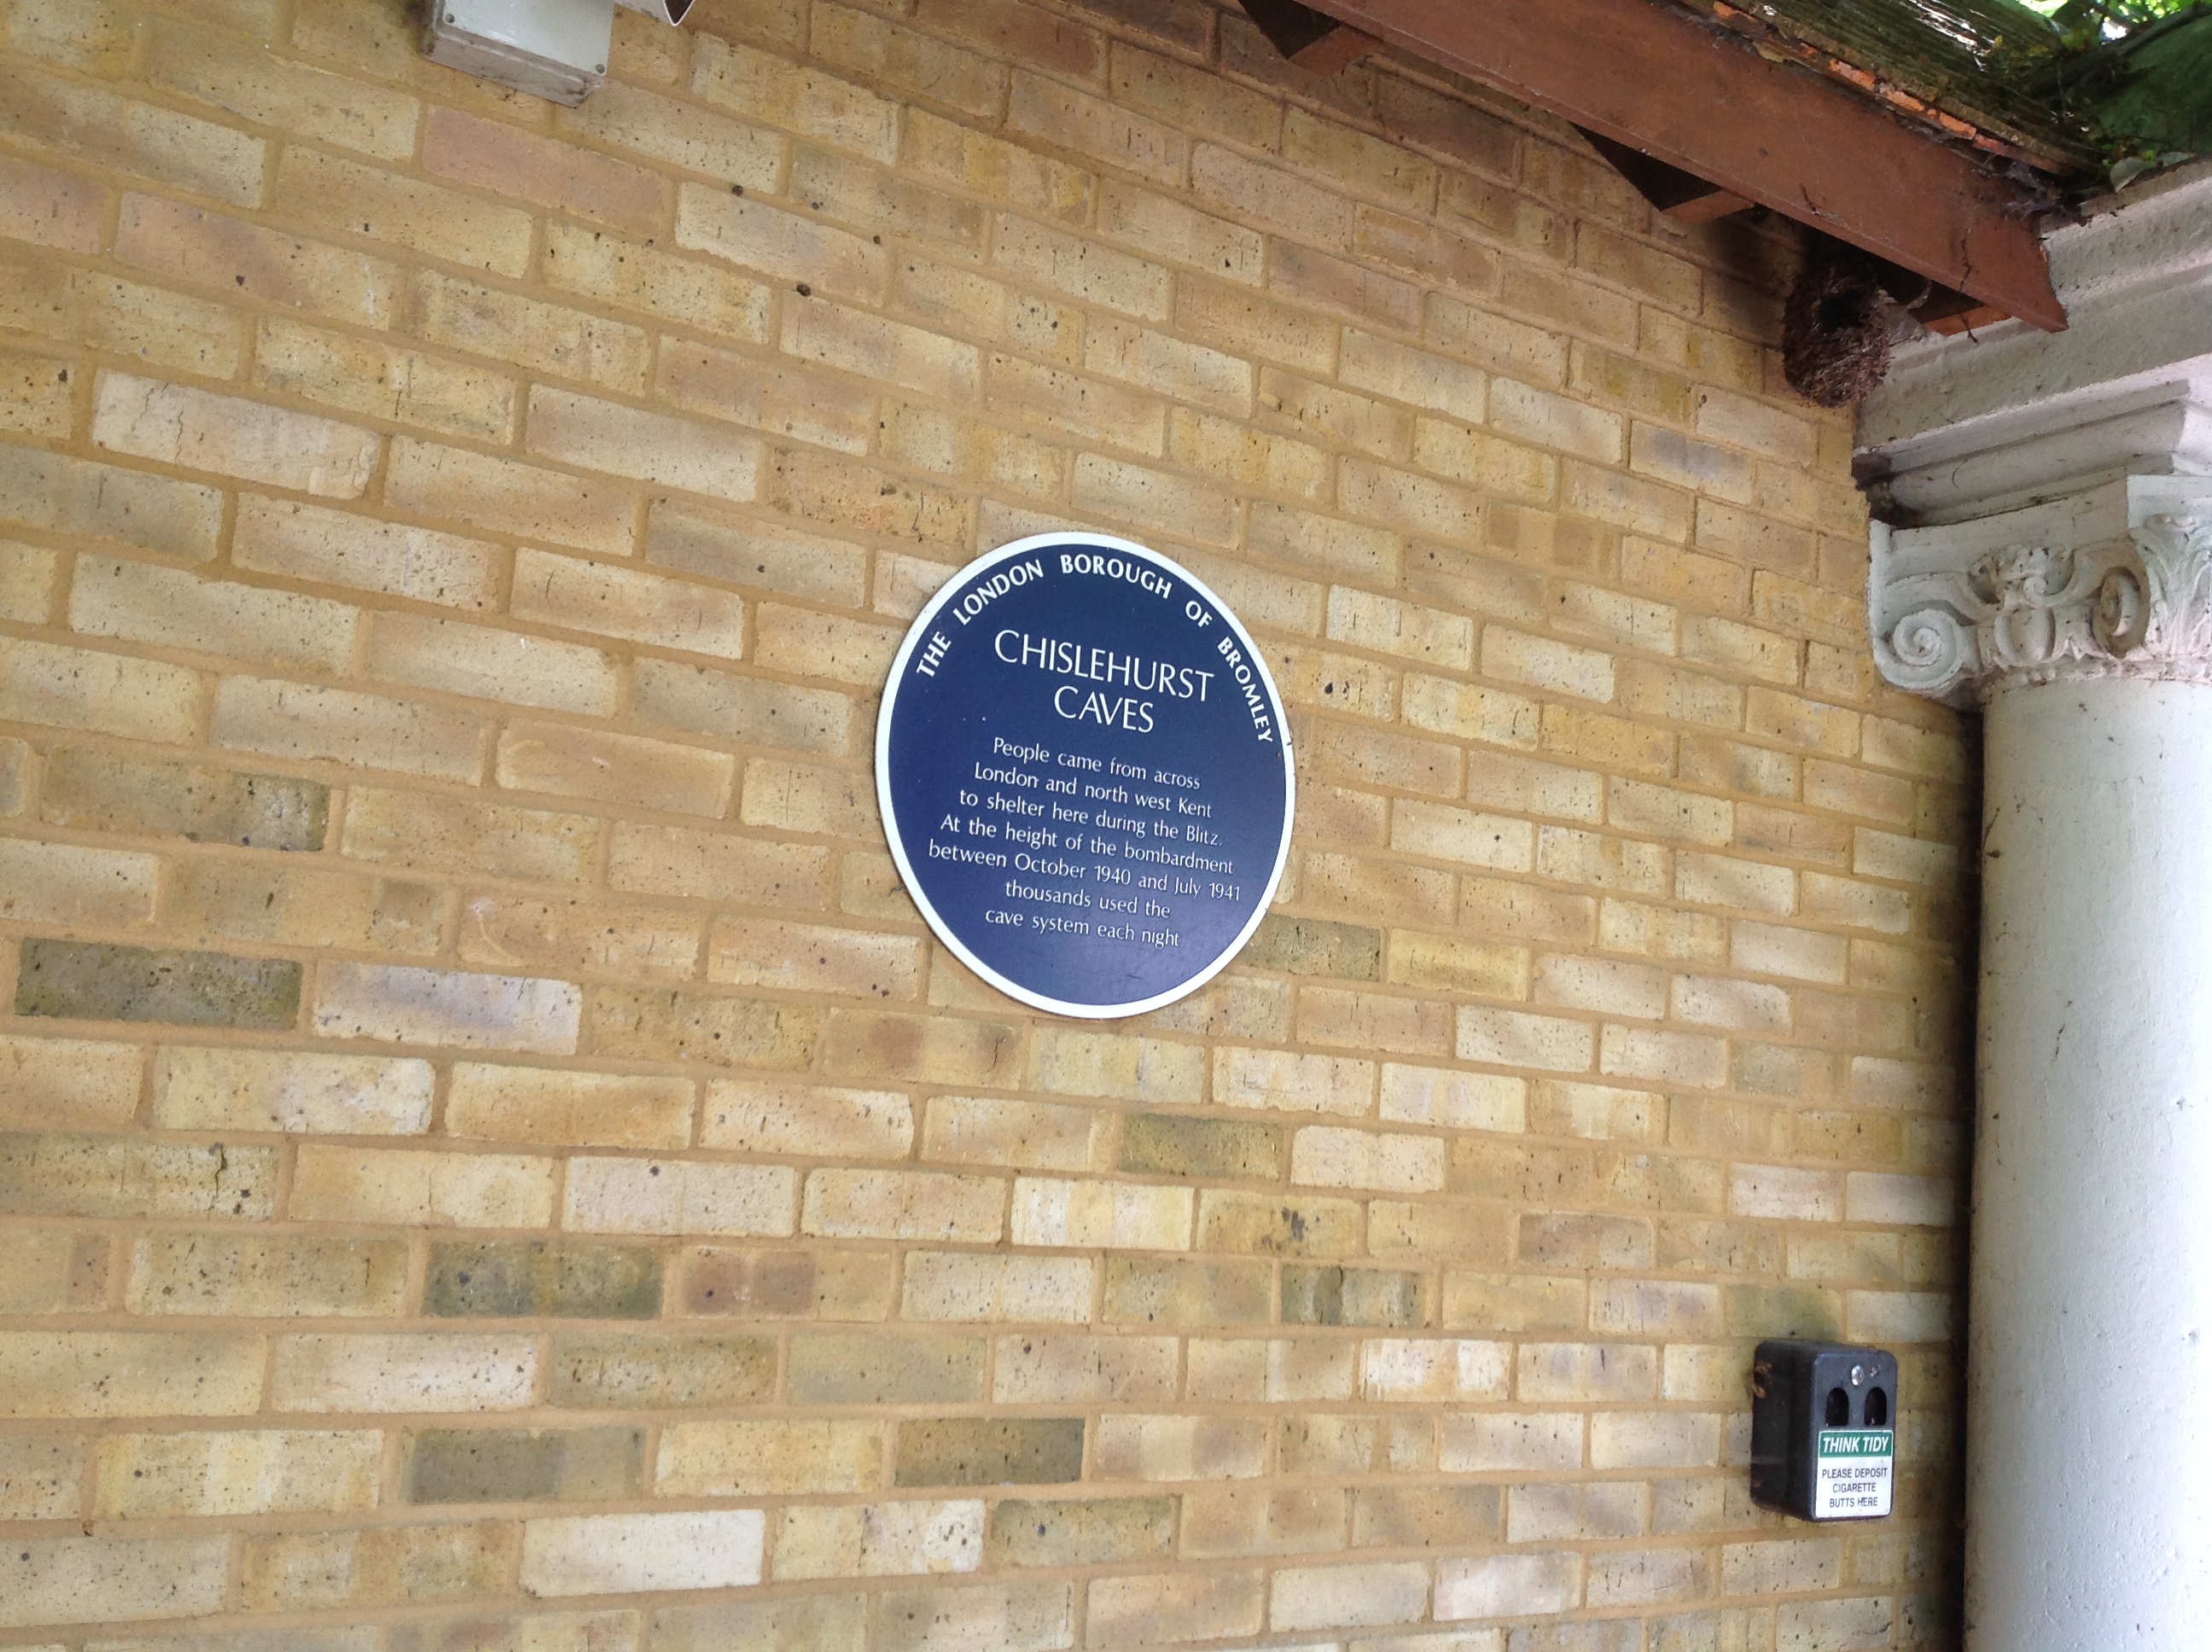 THE LONDON BOROUGH OF BROMLEY
CHISLEHURST
CAVES
People came from across
London and north west Kent
to shelter here during the Blitz.
At the height of the bombardment
between October 1940 and July 1941
thousands used the
cave system each night
THINK TIDY
PLEASE DEPOSIT
CIGARETTE
BUTTS HERE